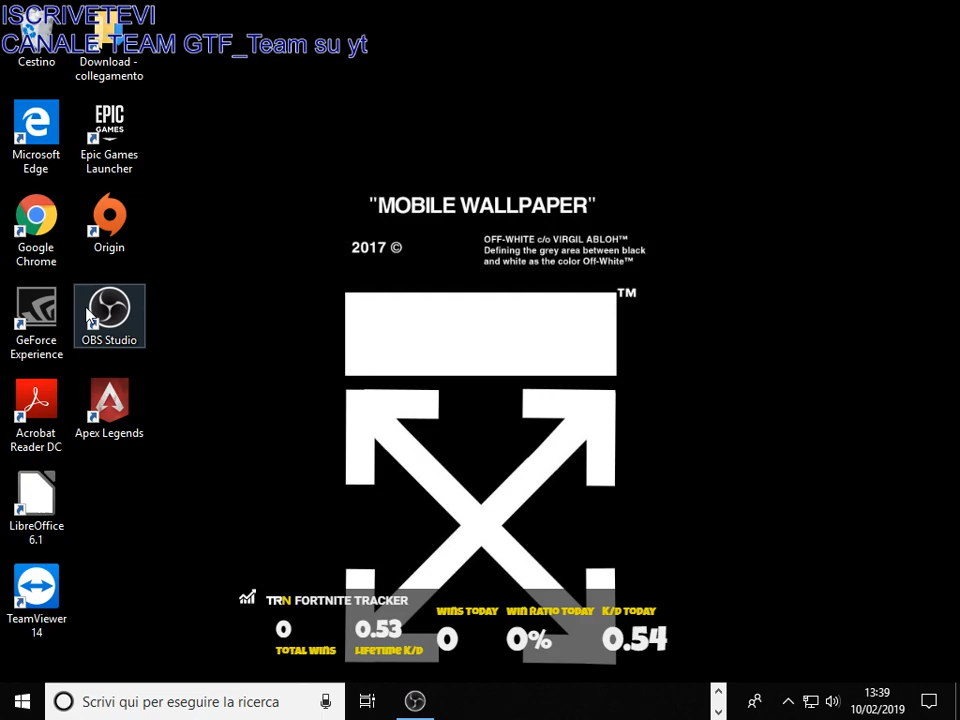 ISCRIVETEVI
CANALE TEAM GTF_Team su yt
Cestino
Download -
collegamento
Microsoft
Edge
EPIC
GAMES
Epic Games
Launcher
Google
Chrome
Origin
GeForce
Experience
OBS Studio
Acrobat
Reader DC
Apex Legends
LibreOffice
6.1
TeamViewer
14
"MOBILE WALLPAPER"
2017 ©
OFF-WHITE c/o VIRGIL ABLOH™
Defining the grey area between black
and white as the color Off-White™
TM
TRN FORTNITE TRACKER
0
TOTAL WINS
0.53
LIFETIME K/D
WINS TODAY
0
WIN RATIO TODAY
0%
K/D TODAY
0.54
Scrivi qui per eseguire la ricerca
13:39
10/02/2019